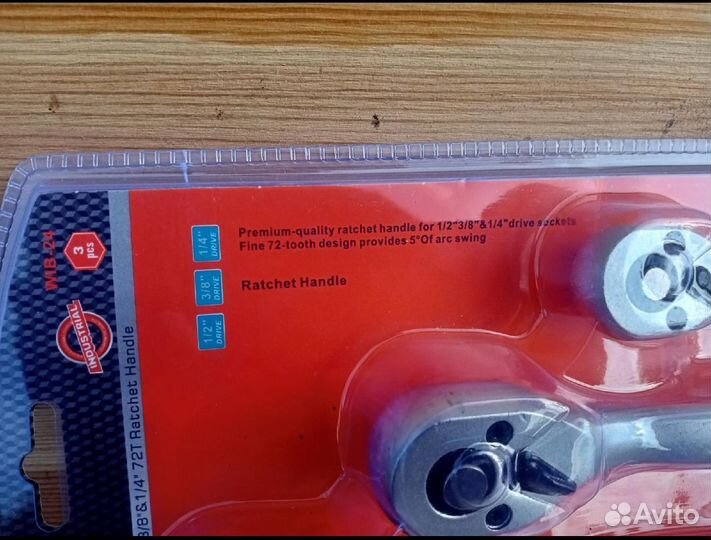 Premium-quality ratchet handle for 1/2"3/8"&1/4"drive sockets
Fine 72-tooth design provides 5°Of arc swing
Ratchet Handle
1/4"
DRIVE
3/8"
DRIVE
1/2"
DRIVE
3
pcs
INDUSTRIAL
3/8"&1/4" 72T Ratchet Handle
Avito